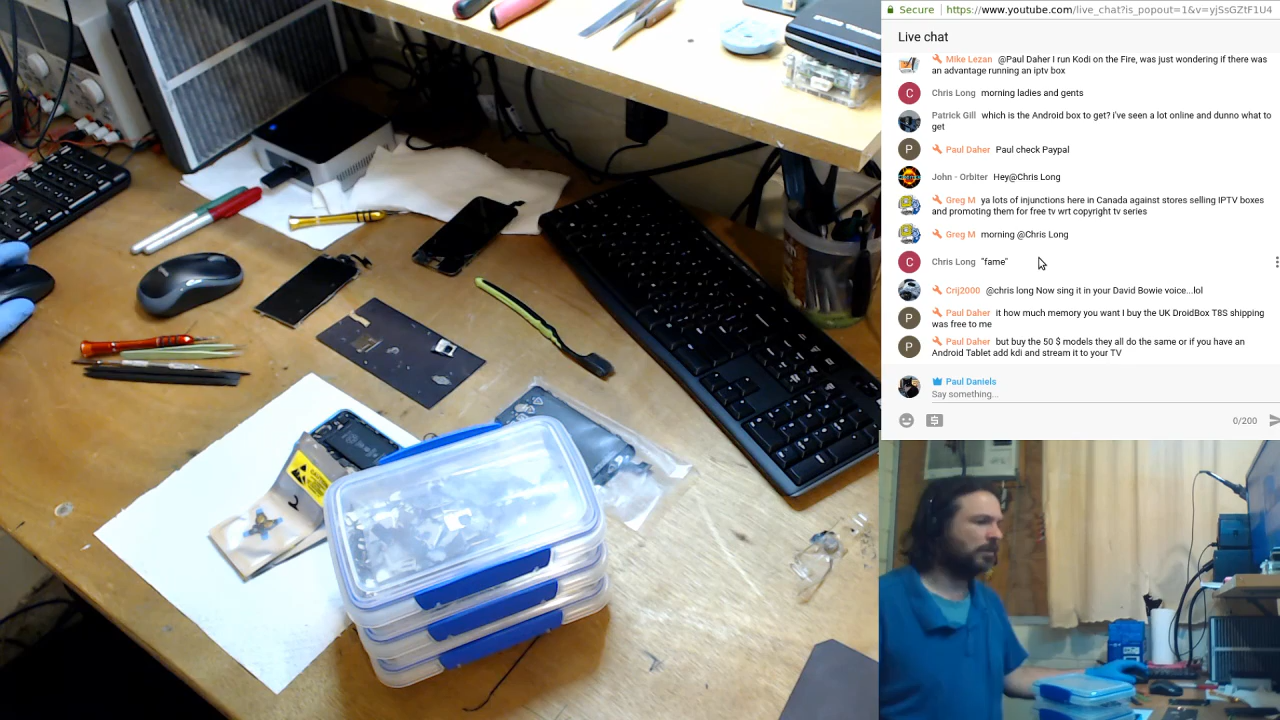 Secure https://www.youtube.com/live_chat?is_popout=1&v=yjSsGZtF1U4
Live chat
Mike Lezan @Paul Daher I run Kodi on the Fire, was just wondering if there was
an advantage running an iptv box
C Chris Long morning ladies and gents
Patrick Gill which is the Android box to get? i've seen a lot online and dunno what to
get
P Paul Daher Paul check Paypal
John - Orbiter Hey@Chris Long
Greg M ya lots of injunctions here in Canada against stores selling IPTV boxes
and promoting them for free tv wrt copyright tv series
Greg M morning @Chris Long
C Chris Long "fame"
Crij2000 @chris long Now sing it in your David Bowie voice...lol
P Paul Daher it how much memory you want I buy the UK DroidBox T8S shipping
was free to me
P Paul Daher but buy the 50 $ models they all do the same or if you have an
Android Tablet add kdi and stream it to your TV
Paul Daniels
Say something...
0/200